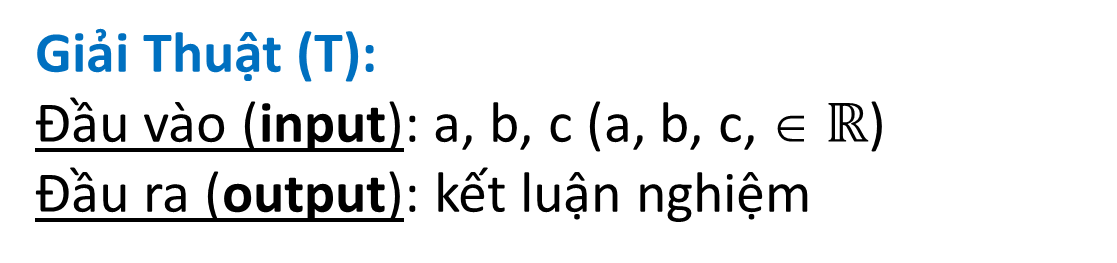 Giải Thuật (T):
Đầu vào (input): a, b, c (a, b, c, ∈ ℝ)
Đầu ra (output): kết luận nghiệm